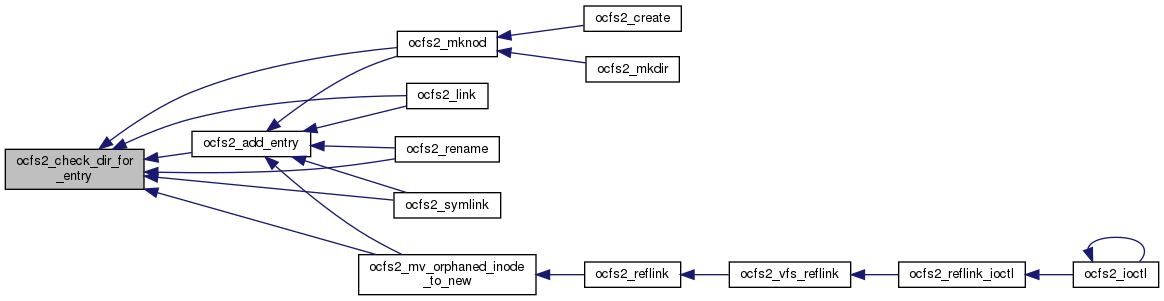 ocfs2_check_dir_for
_entry
ocfs2_add_entry
ocfs2_mknod
ocfs2_create
ocfs2_mkdir
ocfs2_link
ocfs2_rename
ocfs2_symlink
ocfs2_mv_orphaned_inode
_to_new
ocfs2_reflink
ocfs2_vfs_reflink
ocfs2_reflink_ioctl
ocfs2_ioctl